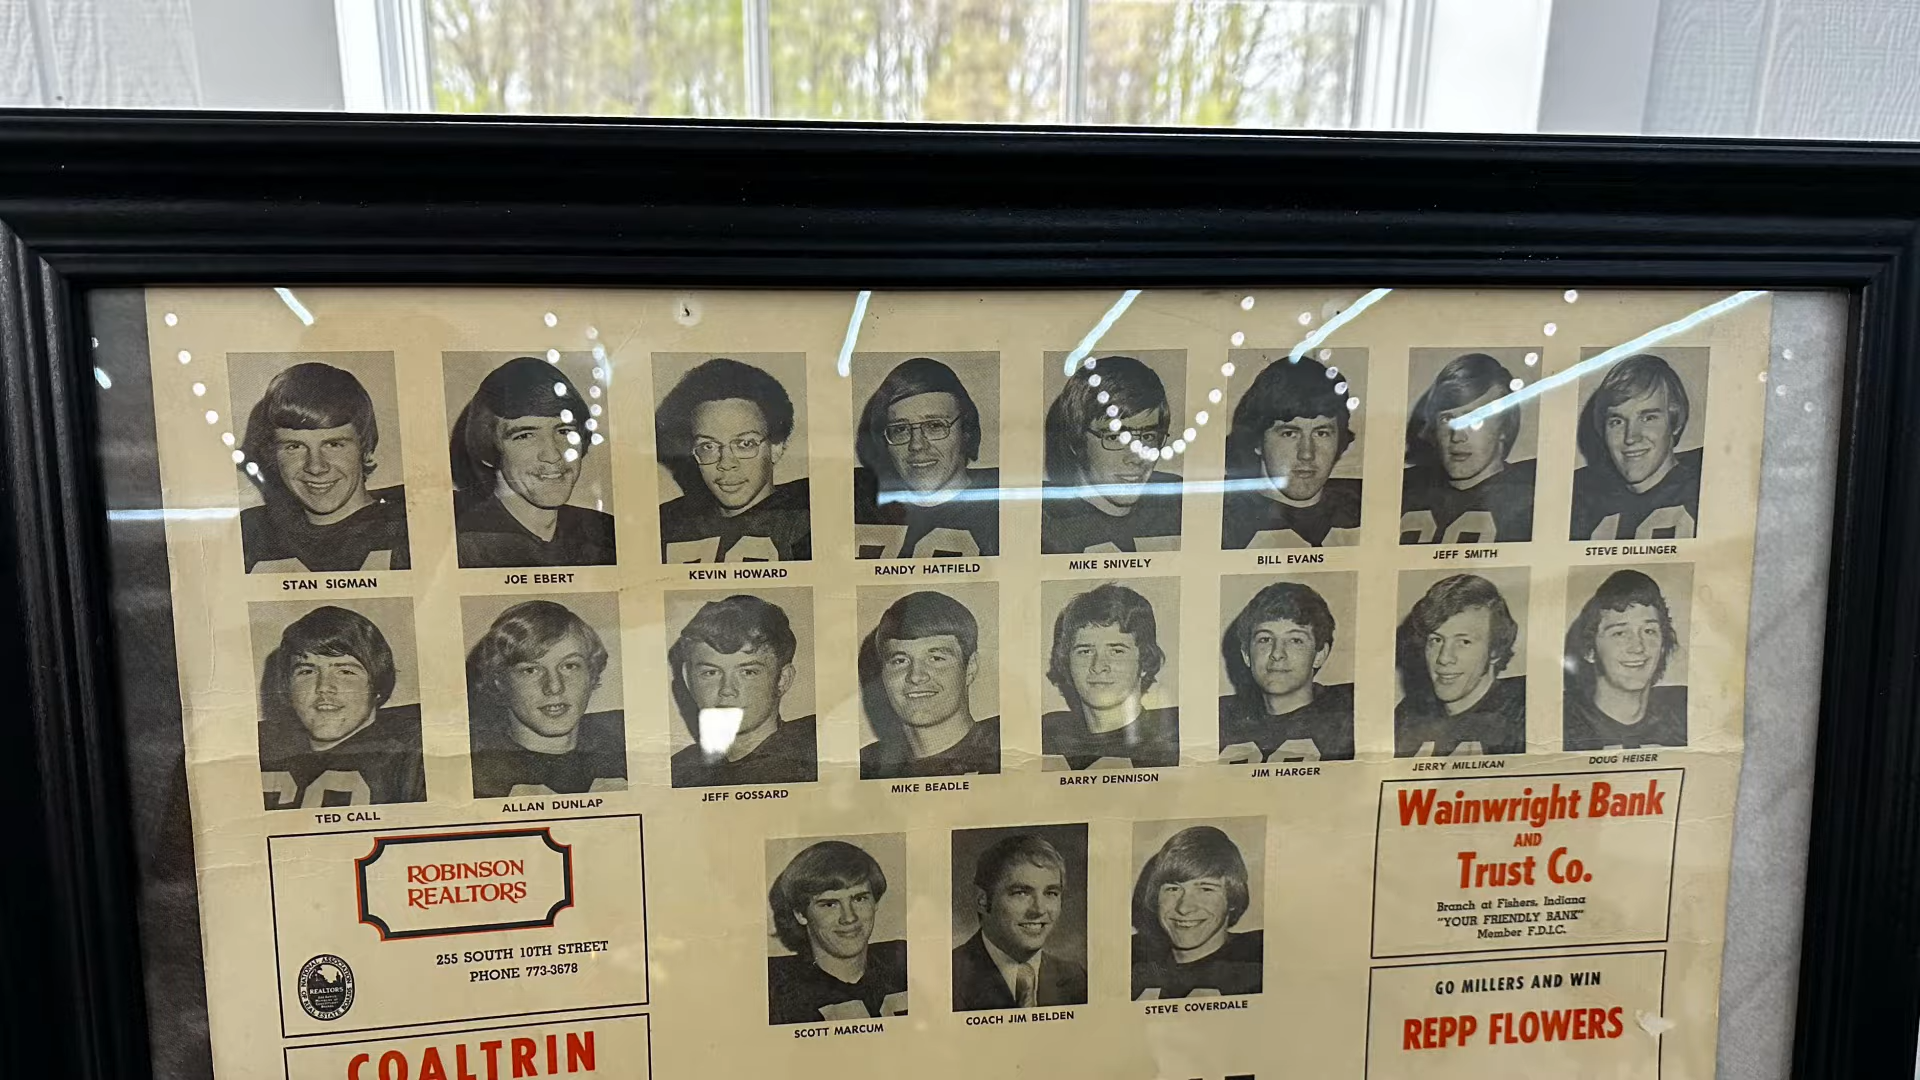 STAN SIGMAN
JOE EBERT
KEVIN HOWARD
RANDY HATFIELD
MIKE SNIVELY
BILL EVANS
JEFF SMITH
STEVE DILLINGER
TED CALL
ALLAN DUNLAP
JEFF GOSSARD
MIKE BEADLE
BARRY DENNISON
JIM HARGER
JERRY MILLIKAN
DOUG HEISER
ROBINSON
REALTORS
255 SOUTH 10TH STREET
PHONE 773-3678
REALTORS
SCOTT MARCUM
COACH JIM BELDEN
STEVE COVERDALE
Wainwright Bank
AND
Trust Co.
Branch at Fishers, Indiana
"YOUR FRIENDLY BANK"
Member F.D.I.C.
GO MILLERS AND WIN
REPP FLOWERS
COALTRIN